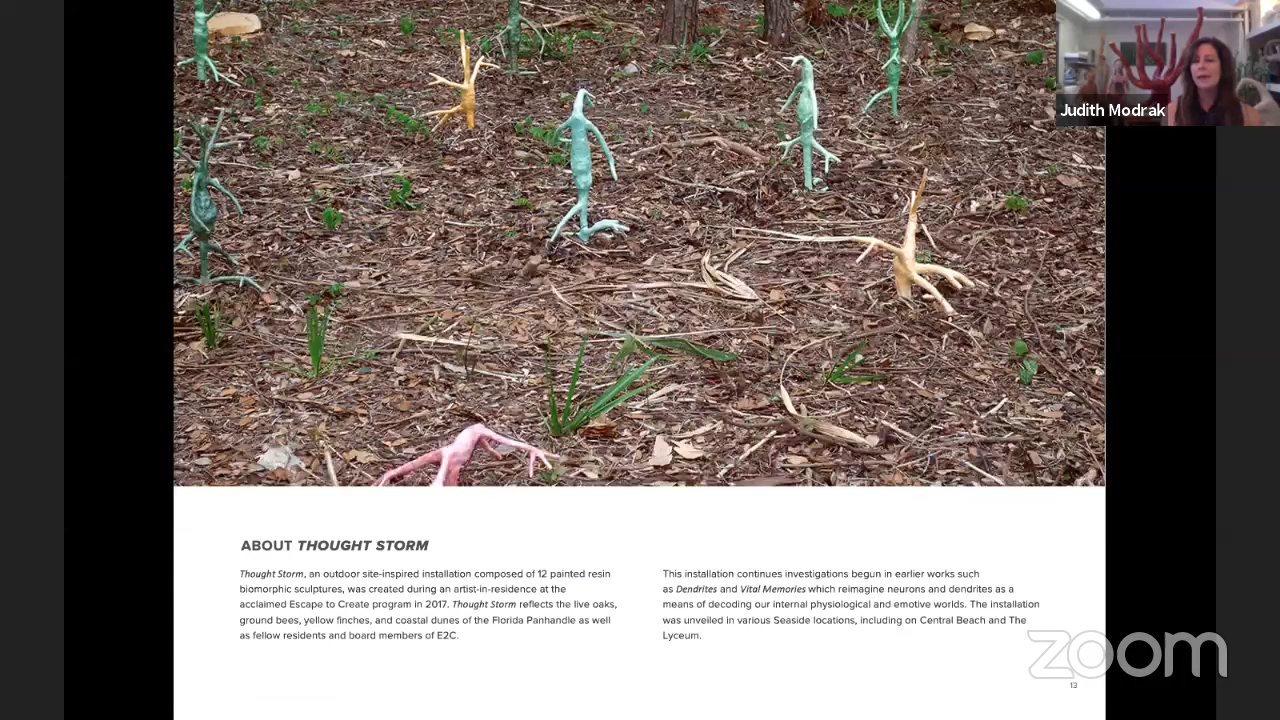 Judith Modrak
ABOUT THOUGHT STORM
Thought Storm, an outdoor site-inspired installation composed of 12 painted resin
biomorphic sculptures, was created during an artist-in-residence at the
acclaimed Escape to Create program in 2017. Thought Storm reflects the live oaks,
ground bees, yellow finches, and coastal dunes of the Florida Panhandle as well
as fellow residents and board members of E2C.
This installation continues investigations begun in earlier works such
as Dendrites and Vital Memories which reimagine neurons and dendrites as a
means of decoding our internal physiological and emotive worlds. The installation
was unveiled in various Seaside locations, including on Central Beach and The
Lyceum.
zoom
13